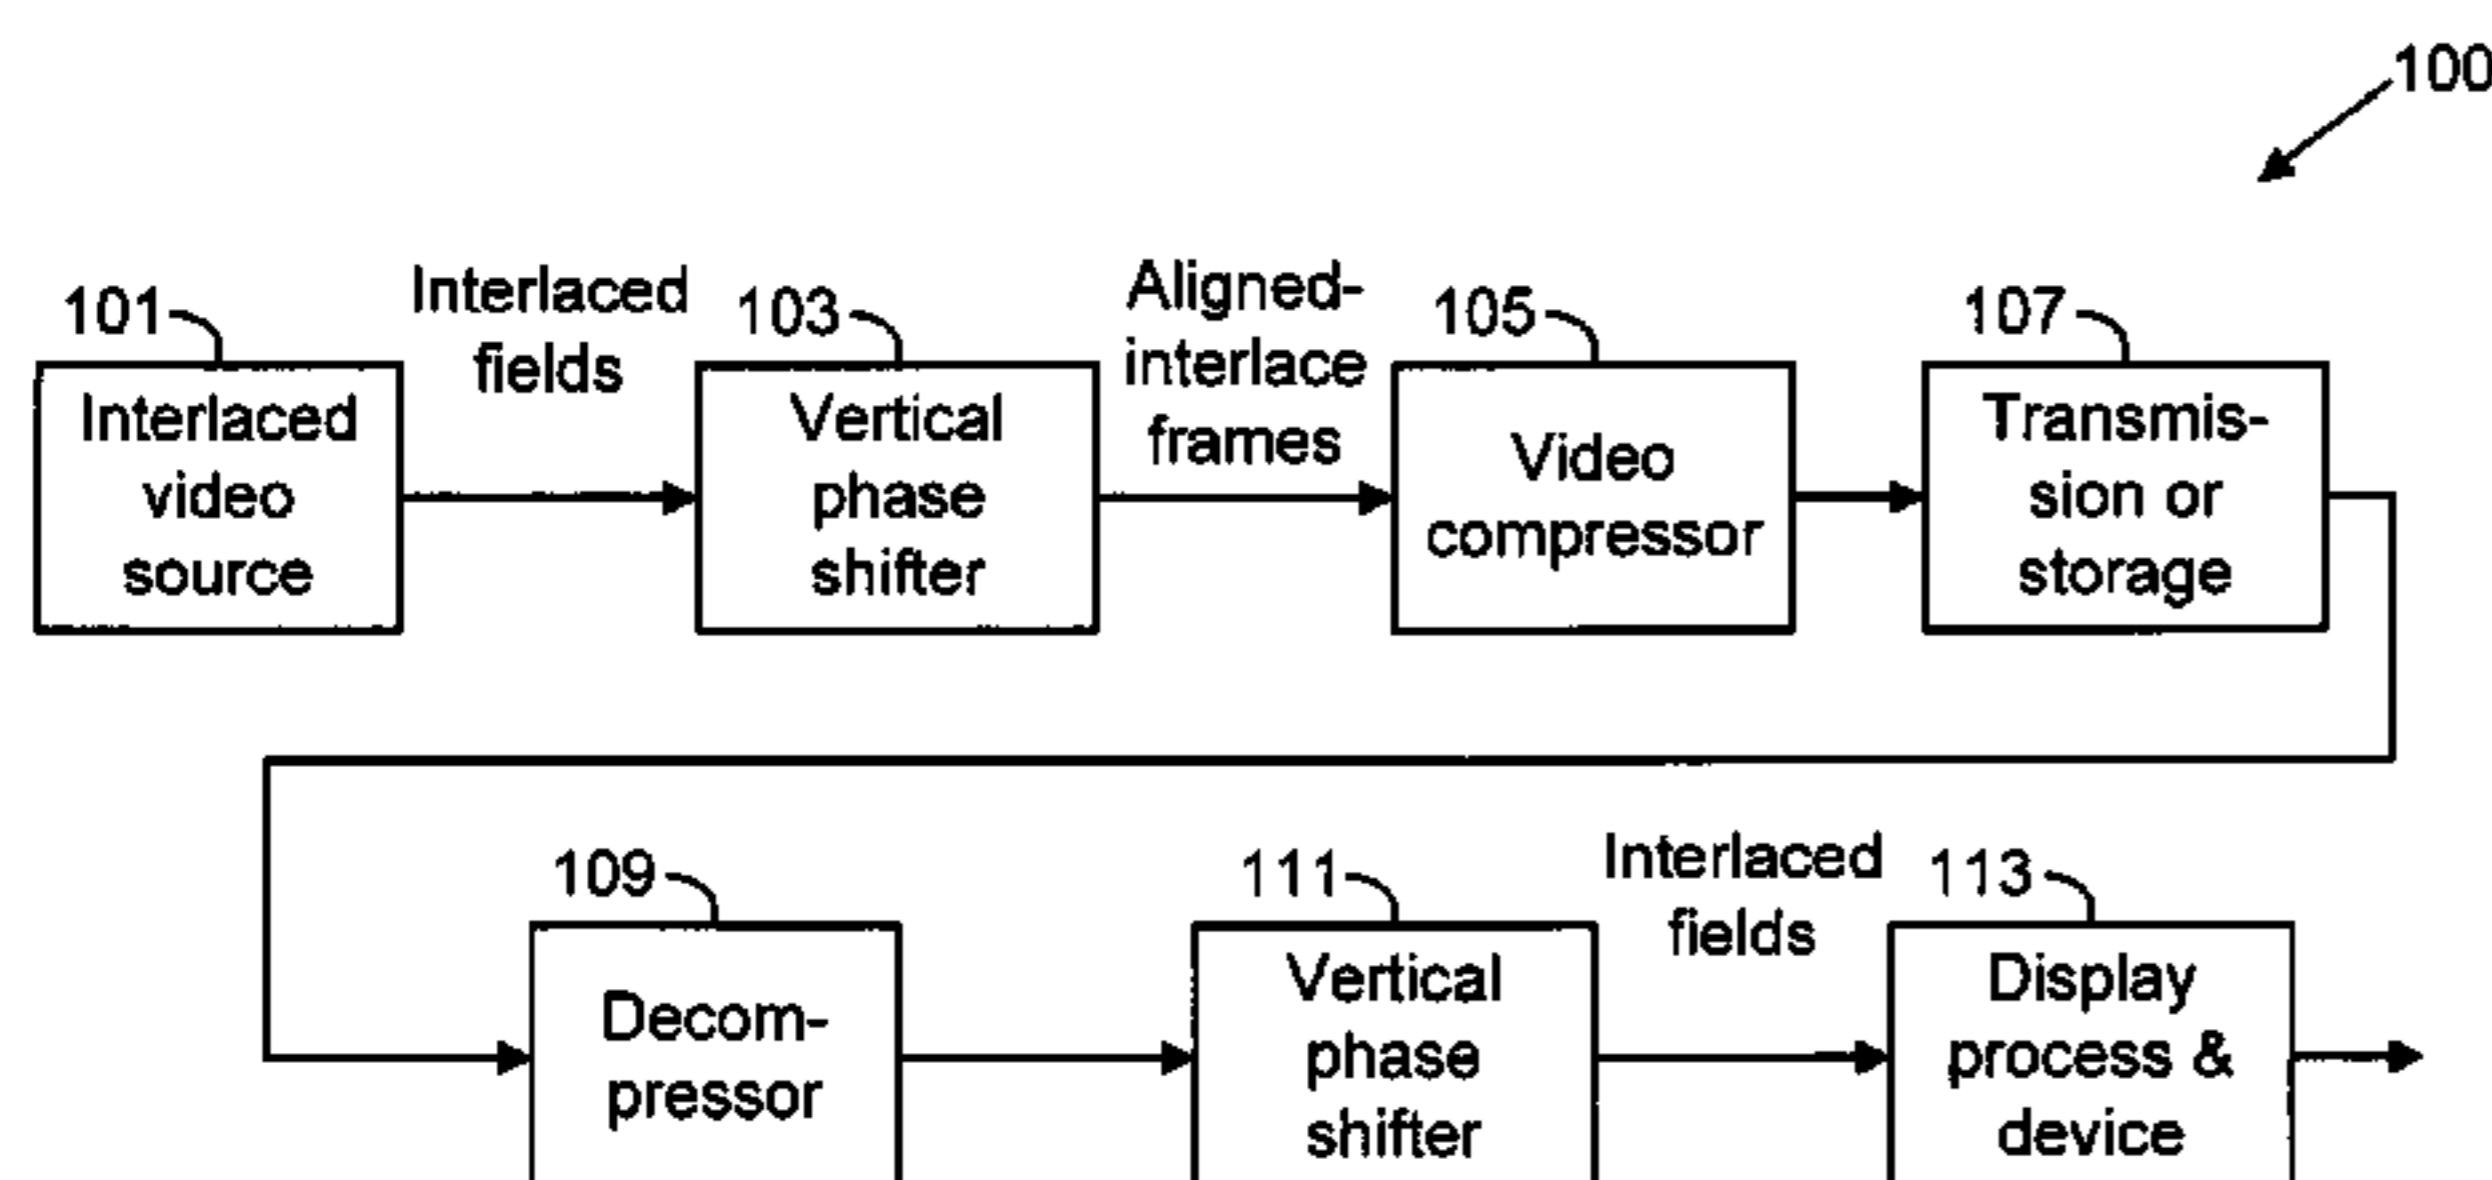 100
101
Interlaced
fields
103
Aligned-
interlace
frames
105
107
Interlaced
video
source
Vertical
phase
shifter
Video
compressor
Transmis-
sion or
storage
109
111
Interlaced
fields
113
Decom-
pressor
Vertical
phase
shifter
Display
process &
device